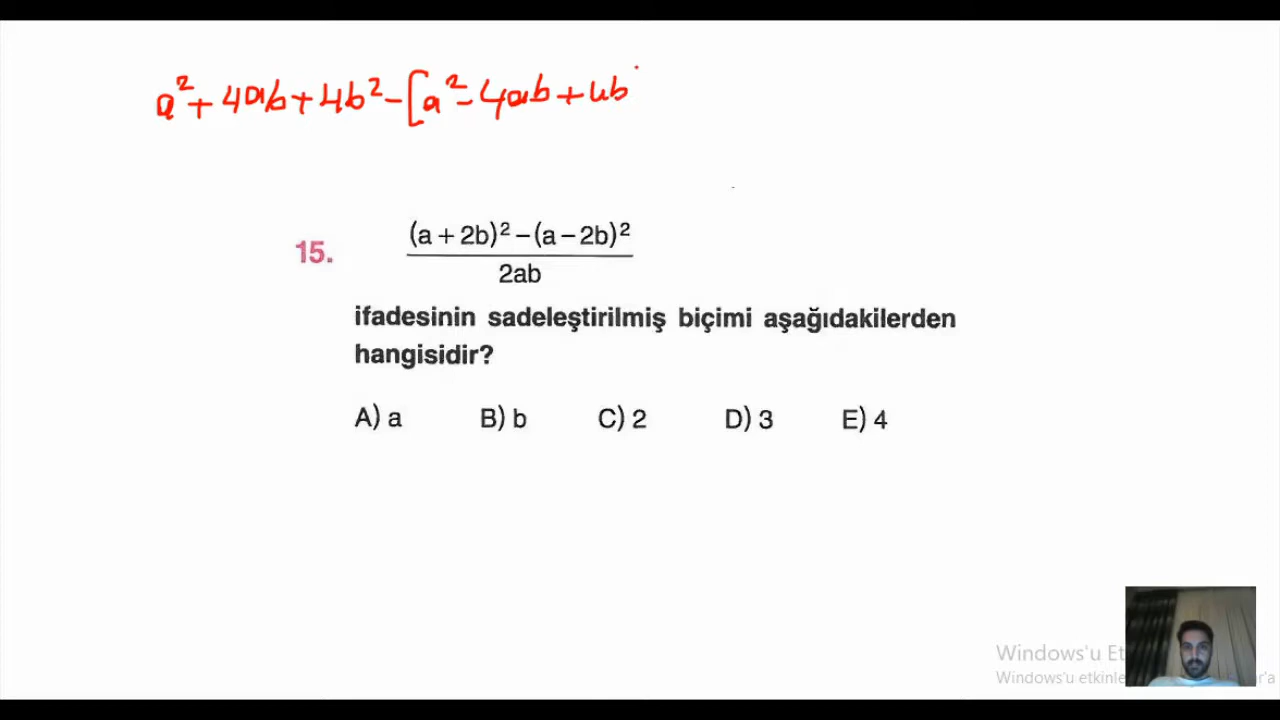 a² + 4ab + 4b² - [a² - 4ab + 4b
15.
(a + 2b)² – (a – 2b)²
2ab
ifadesinin sadeleştirilmiş biçimi aşağıdakilerden
hangisidir?
A) a B) b C) 2 D) 3 E) 4
Windows'u Et
Windows'u etkinle